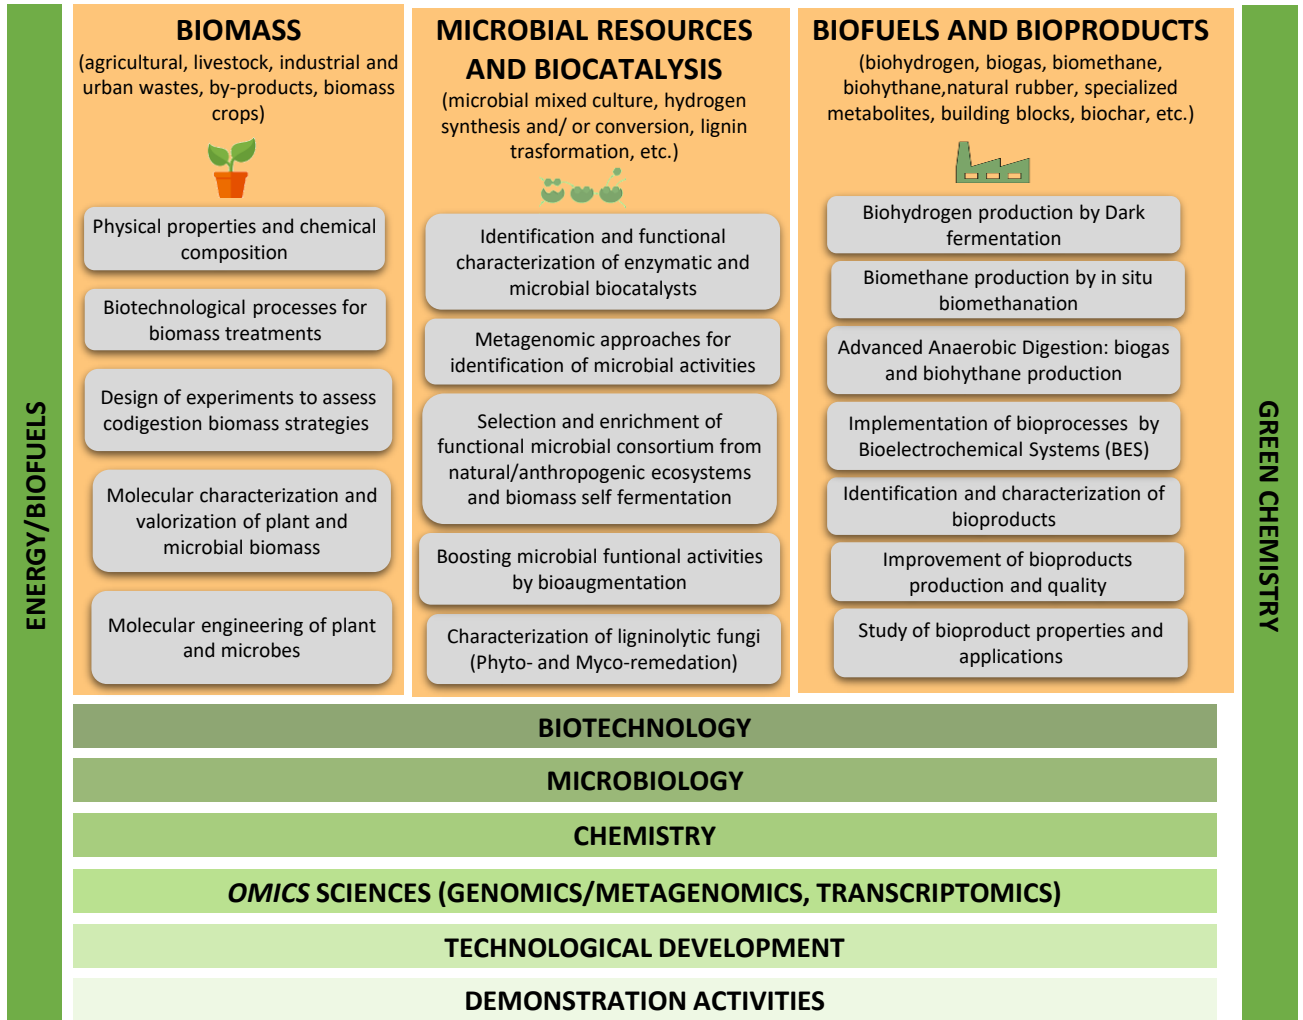 ENERGY/BIOFUELS
BIOMASS
(agricultural, livestock, industrial and
urban wastes, by-products, biomass
crops)
Physical properties and chemical
composition
Biotechnological processes for
biomass treatments
Design of experiments to assess
codigestion biomass strategies
Molecular characterization and
valorization of plant and
microbial biomass
Molecular engineering of plant
and microbes
MICROBIAL RESOURCES
AND BIOCATALYSIS
(microbial mixed culture, hydrogen
synthesis and/ or conversion, lignin
trasformation, etc.)
Identification and functional
characterization of enzymatic and
microbial biocatalysts
Metagenomic approaches for
identification of microbial activities
Selection and enrichment of
functional microbial consortium from
natural/anthropogenic ecosystems
and biomass self fermentation
Boosting microbial funtional activities
by bioaugmentation
Characterization of ligninolytic fungi
(Phyto- and Myco-remedation)
BIOFUELS AND BIOPRODUCTS
(biohydrogen, biogas, biomethane,
biohythane,natural rubber, specialized
metabolites, building blocks, biochar, etc.)
Biohydrogen production by Dark
fermentation
Biomethane production by in situ
biomethanation
Advanced Anaerobic Digestion: biogas
and biohythane production
Implementation of bioprocesses by
Bioelectrochemical Systems (BES)
Identification and characterization of
bioproducts
Improvement of bioproducts
production and quality
Study of bioproduct properties and
applications
GREEN CHEMISTRY
BIOTECHNOLOGY
MICROBIOLOGY
CHEMISTRY
OMICS SCIENCES (GENOMICS/METAGENOMICS, TRANSCRIPTOMICS)
TECHNOLOGICAL DEVELOPMENT
DEMONSTRATION ACTIVITIES